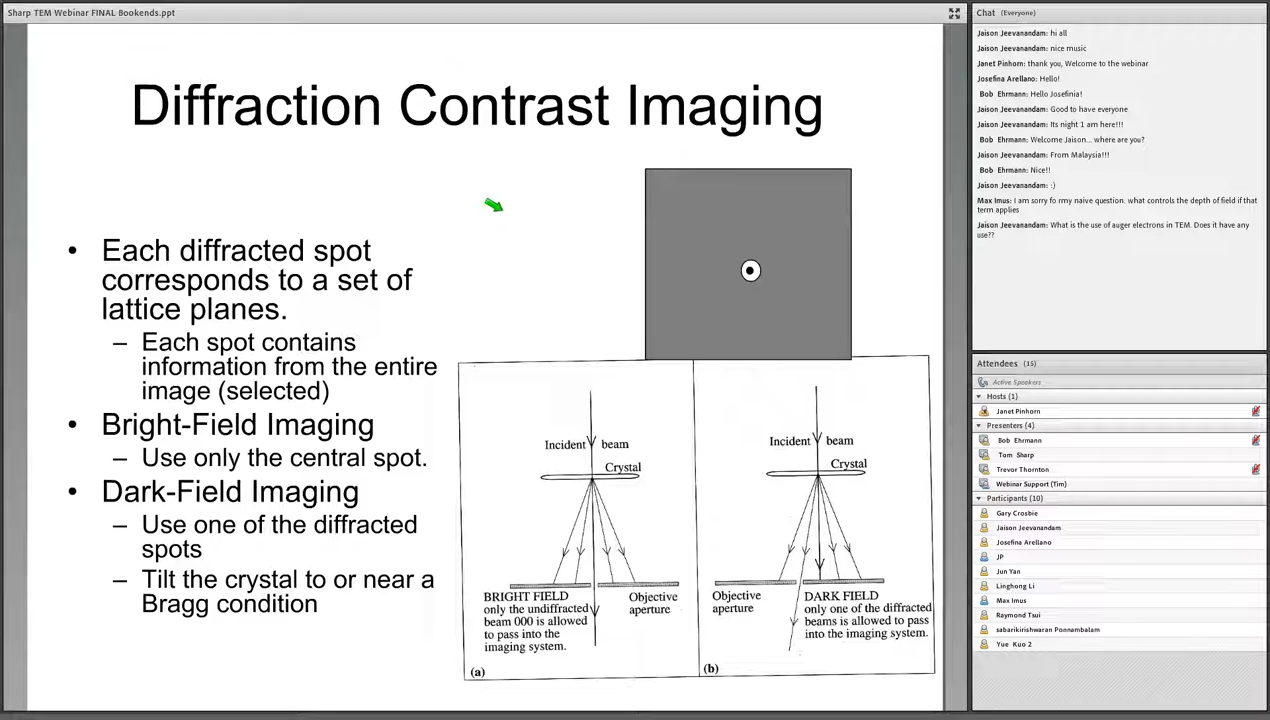 Sharp TEM Webinar FINAL Bookends.ppt
Diffraction Contrast Imaging
• Each diffracted spot
corresponds to a set of
lattice planes.
– Each spot contains
information from the entire
image (selected)
• Bright-Field Imaging
– Use only the central spot.
• Dark-Field Imaging
– Use one of the diffracted
spots
– Tilt the crystal to or near a
Bragg condition
Incident beam
Crystal
BRIGHT FIELD
only the undiffracted
beam 000 is allowed
to pass into the
imaging system.
Objective
aperture
(a)
Incident beam
Crystal
Objective
aperture
DARK FIELD
only one of the diffracted
beams is allowed to pass
into the imaging system.
(b)
Chat (Everyone)
Jaison Jeevanandam: hi all
Jaison Jeevanandam: nice music
Janet Pinhorn: thank you, Welcome to the webinar
Josefina Arellano: Hello!
Bob Ehrmann: Hello Josefinia!
Jaison Jeevanandam: Good to have everyone
Jaison Jeevanandam: Its night 1 am here!!!
Bob Ehrmann: Welcome Jaison... where are you?
Jaison Jeevanandam: From Malaysia!!!
Bob Ehrmann: Nice!!
Jaison Jeevanandam: :)
Max Imus: I am sorry fo rmy naive question. what controls the depth of field if that
term applies
Jaison Jeevanandam: What is the use of auger electrons in TEM. Does it have any
use??
Attendees (15)
Active Speakers
Hosts (1)
Janet Pinhorn
Presenters (4)
Bob Ehrmann
Tom Sharp
Trevor Thornton
Webinar Support (Tim)
Participants (10)
Gary Crosbie
Jaison Jeevanandam
Josefina Arellano
JP
Jun Yan
Linghong Li
Max Imus
Raymond Tsui
sabarikirishwaran Ponnambalam
Yue Kuo 2